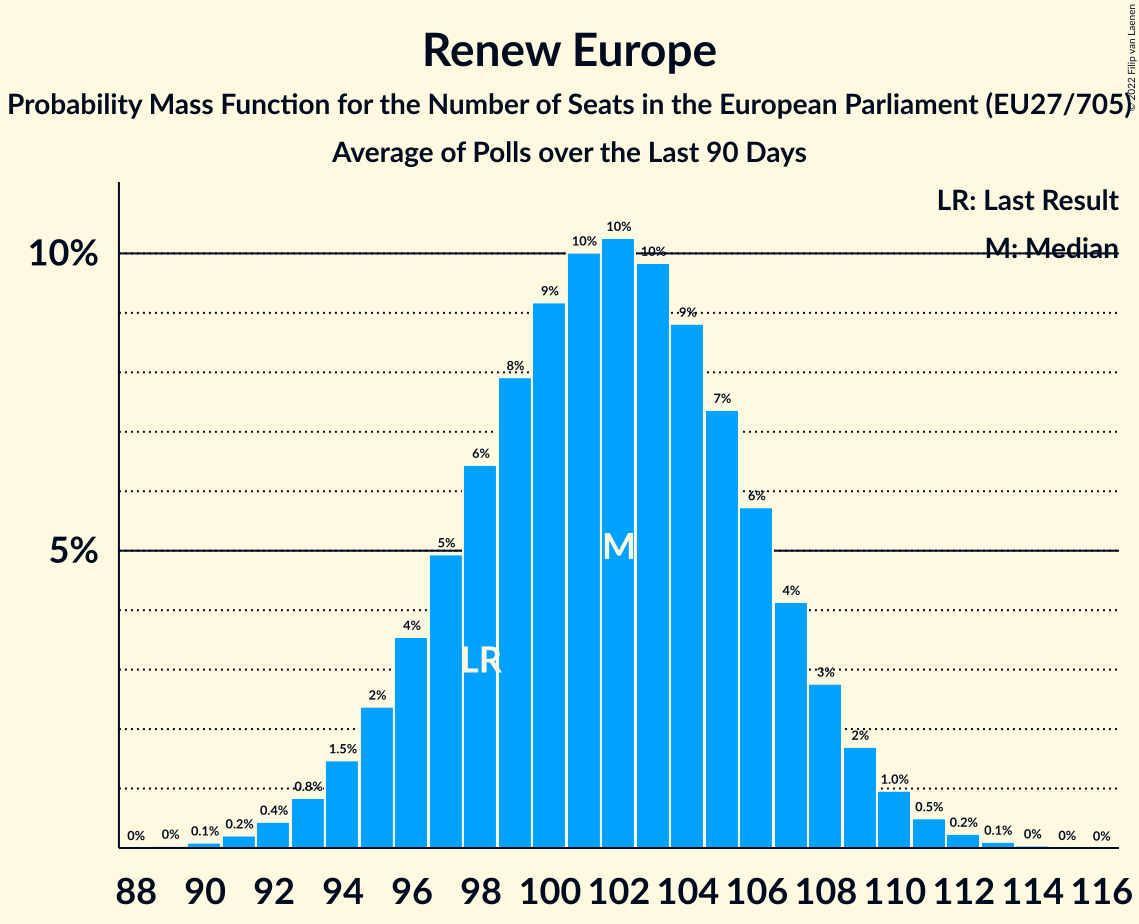 Renew Europe
Probability Mass Function for the Number of Seats in the European Parliament (EU27/705)
Average of Polls over the Last 90 Days
© 2022 Filip van Laenen
LR: Last Result
M: Median
10%
5%
0% 0% 0.1% 0.2% 0.4% 0.8% 1.5% 2% 4% 5% 6% 8% 9% 10% 10% 10% 9% 7% 6% 4% 3% 2% 1.0% 0.5% 0.2% 0.1% 0% 0% 0%
M
LR
88 90 92 94 96 98 100 102 104 106 108 110 112 114 116